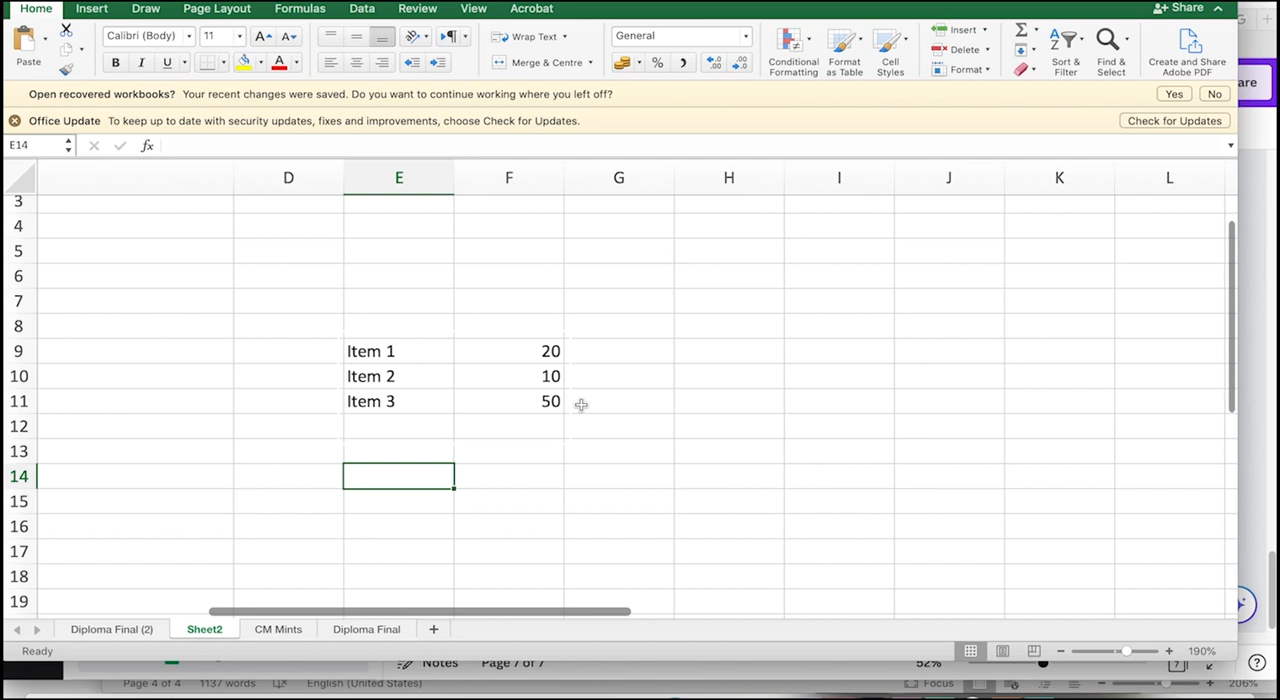 Home Insert Draw Page Layout Formulas Data Review View Acrobat Share
Paste Calibri (Body) 11 A A Wrap Text General Insert
B I U A Merge & Centre % Delete
Conditional Formatting Format as Table Cell Styles Format Sort & Filter Find & Select Create and Share Adobe PDF
Open recovered workbooks? Your recent changes were saved. Do you want to continue working where you left off? Yes No
Office Update To keep up to date with security updates, fixes and improvements, choose Check for Updates. Check for Updates
E14 fx
D E F G H I J K L
3
4
5
6
7
8
9 Item 1 20
10 Item 2 10
11 Item 3 50
12
13
14
15
16
17
18
19
Diploma Final (2) Sheet2 CM Mints Diploma Final +
Ready 190%
Notes Page 7 of 7 52%
Page 4 of 4 1137 words English (United States) Focus 206%